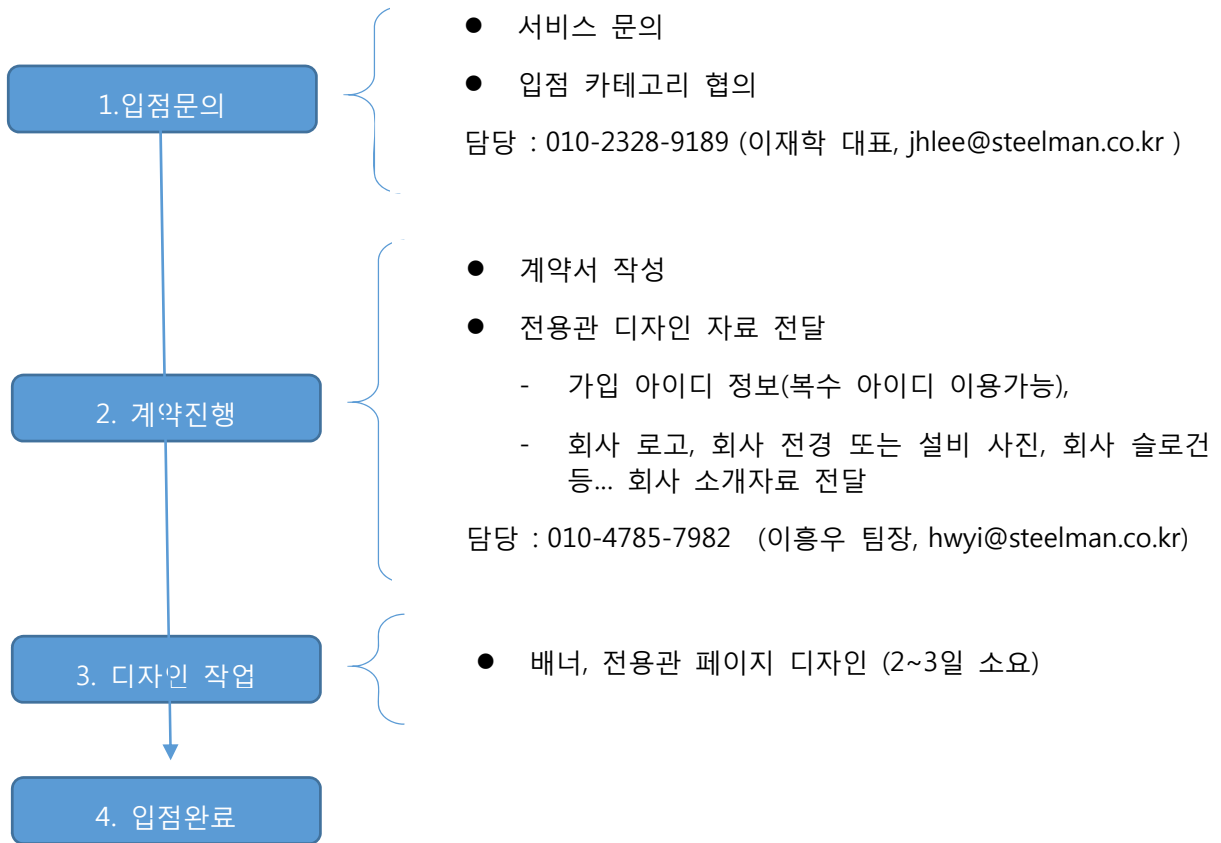 ● 서비스 문의
1.입점문의
● 입점 카테고리 협의
담당 : 010-2328-9189 (이재학 대표, jhlee@steelman.co.kr )
● 계약서 작성
● 전용관 디자인 자료 전달
- 가입 아이디 정보(복수 아이디 이용가능),
2. 계약진행
- 회사 로고, 회사 전경 또는 설비 사진, 회사 슬로건
등... 회사 소개자료 전달
담당 : 010-4785-7982 (이흥우 팀장, hwyi@steelman.co.kr)
3. 디자인 작업
● 배너, 전용관 페이지 디자인 (2~3일 소요)
4. 입점완료